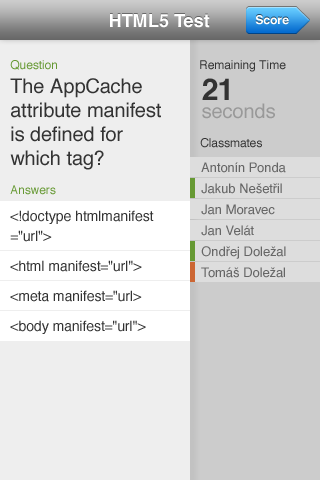 HTML5 Test
Score
Question
The AppCache
attribute manifest
is defined for
which tag?
Answers
<!doctype htmlmanifest
="url">
<html manifest="url">
<meta manifest="url>
<body manifest="url">
Remaining Time
21
seconds
Classmates
Antonín Ponda
Jakub Nešetřil
Jan Moravec
Jan Velát
Ondřej Doležal
Tomáš Doležal